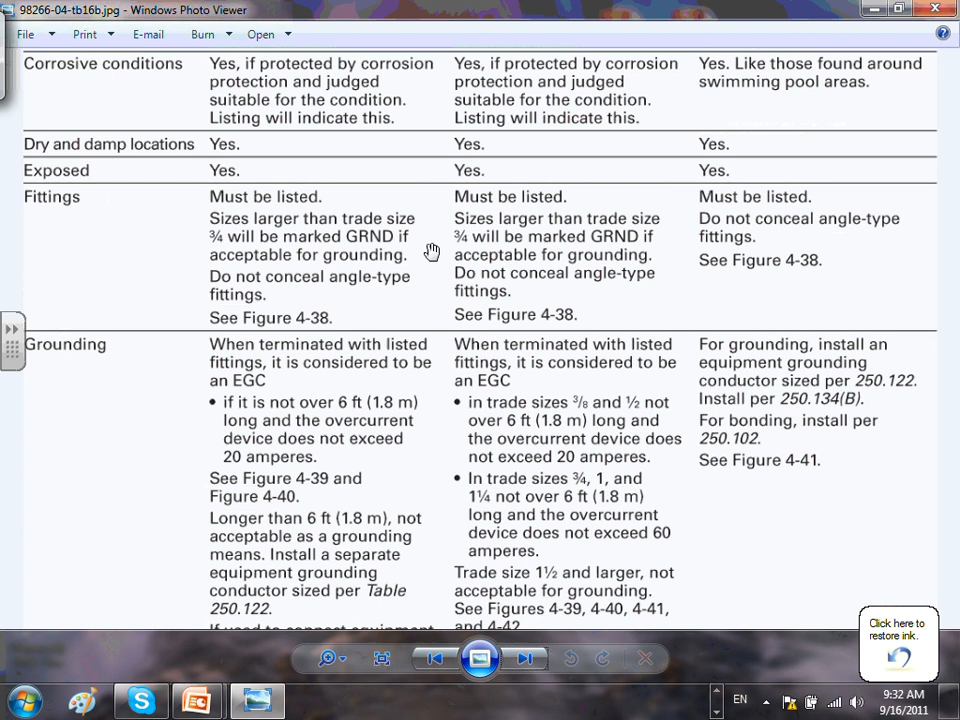 98266-04-tb16b.jpg - Windows Photo Viewer
File Print E-mail Burn Open
Corrosive conditions
Yes, if protected by corrosion
protection and judged
suitable for the condition.
Listing will indicate this.
Yes, if protected by corrosion
protection and judged
suitable for the condition.
Listing will indicate this.
Yes. Like those found around
swimming pool areas.
Dry and damp locations
Yes.
Yes.
Yes.
Exposed
Yes.
Yes.
Yes.
Fittings
Must be listed.
Sizes larger than trade size
¾ will be marked GRND if
acceptable for grounding.
Do not conceal angle-type
fittings.
See Figure 4-38.
Must be listed.
Sizes larger than trade size
¾ will be marked GRND if
acceptable for grounding.
Do not conceal angle-type
fittings.
See Figure 4-38.
Must be listed.
Do not conceal angle-type
fittings.
See Figure 4-38.
Grounding
When terminated with listed
fittings, it is considered to be
an EGC
• if it is not over 6 ft (1.8 m)
long and the overcurrent
device does not exceed
20 amperes.
See Figure 4-39 and
Figure 4-40.
Longer than 6 ft (1.8 m), not
acceptable as a grounding
means. Install a separate
equipment grounding
conductor sized per Table
250.122.
If used to connect equipment
When terminated with listed
fittings, it is considered to be
an EGC
• in trade sizes ⅜ and ½ not
over 6 ft (1.8 m) long and
the overcurrent device does
not exceed 20 amperes.
• In trade sizes ¾, 1, and
1¼ not over 6 ft (1.8 m)
long and the overcurrent
device does not exceed 60
amperes.
Trade size 1½ and larger, not
acceptable for grounding.
See Figures 4-39, 4-40, 4-41,
and 4-42
For grounding, install an
equipment grounding
conductor sized per 250.122.
Install per 250.134(B).
For bonding, install per
250.102.
See Figure 4-41.
Click here to
restore ink.
EN
9:32 AM
9/16/2011